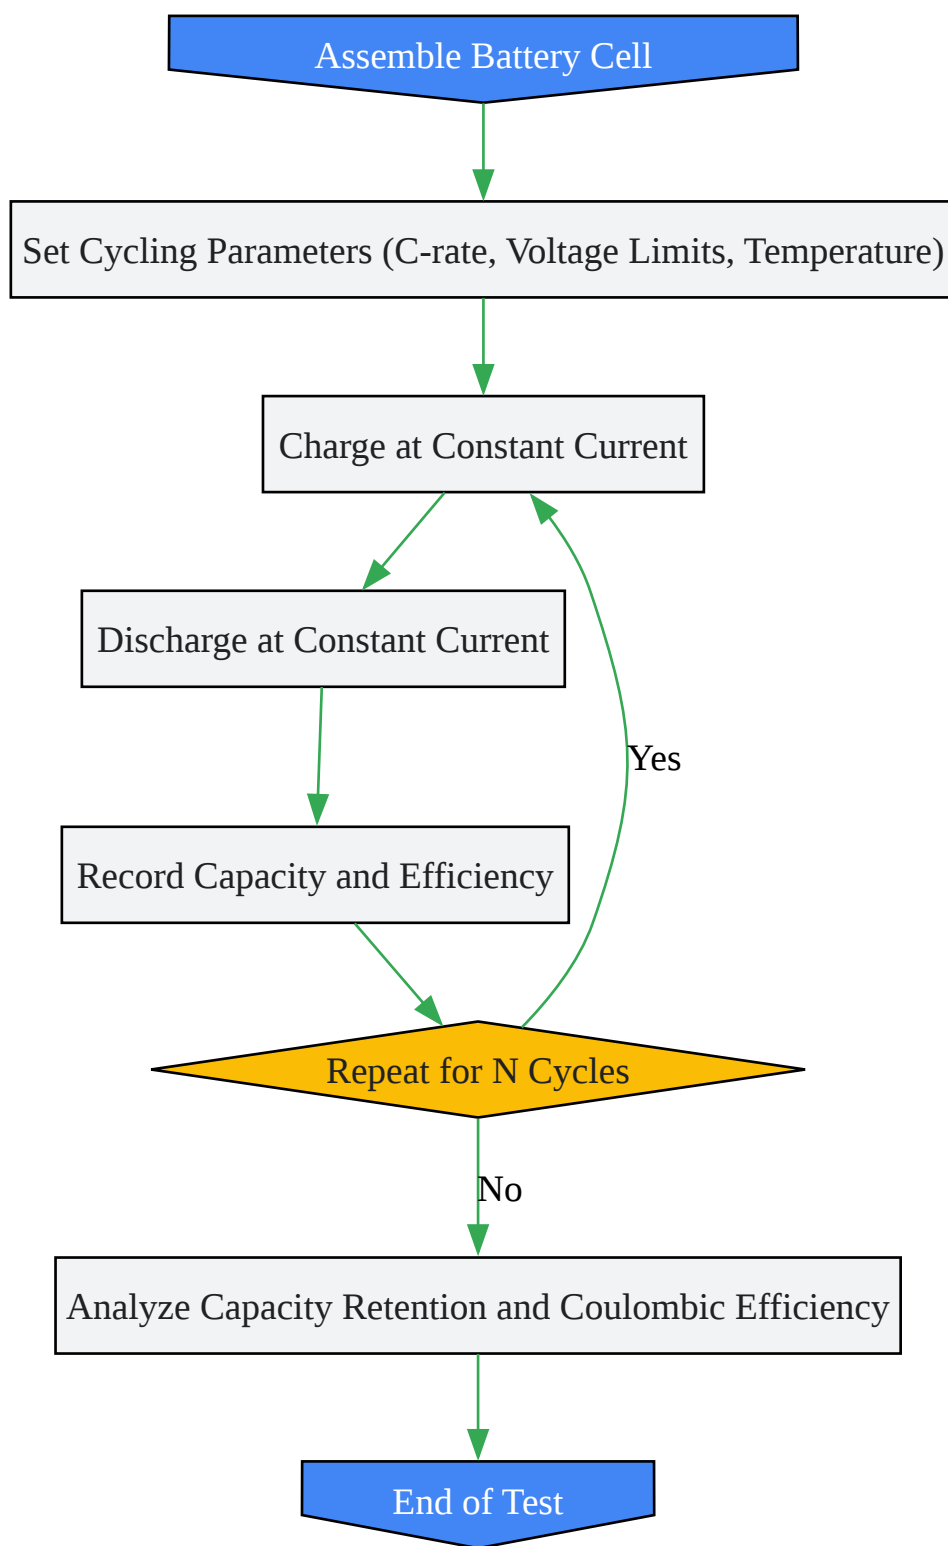 Assemble Battery Cell
Set Cycling Parameters (C-rate, Voltage Limits, Temperature)
Charge at Constant Current
Discharge at Constant Current
Yes
Record Capacity and Efficiency
Repeat for N Cycles
No
Analyze Capacity Retention and Coulombic Efficiency
End of Test